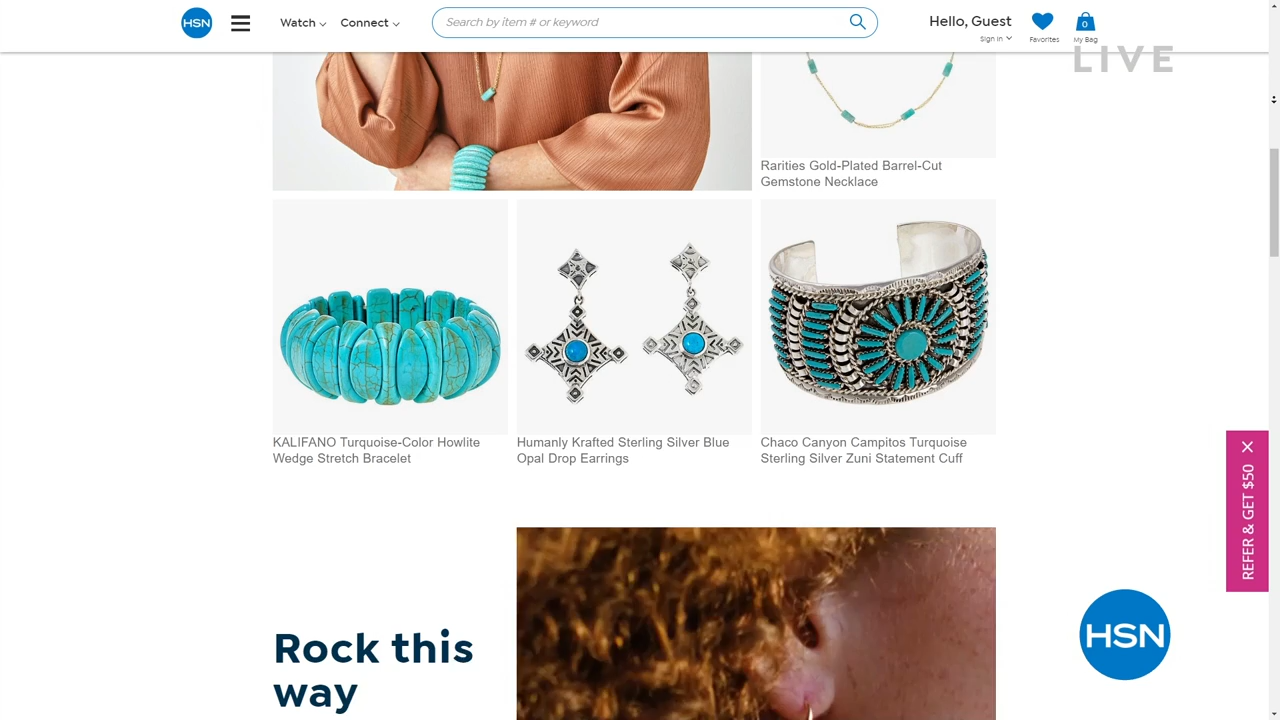 HSN
Watch
Connect
Search by item # or keyword
Hello, Guest
Sign In
Favorites
0
My Bag
LIVE
Rarities Gold-Plated Barrel-Cut
Gemstone Necklace
KALIFANO Turquoise-Color Howlite
Wedge Stretch Bracelet
Humanly Krafted Sterling Silver Blue
Opal Drop Earrings
Chaco Canyon Campitos Turquoise
Sterling Silver Zuni Statement Cuff
REFER & GET $50
Rock this
way
HSN